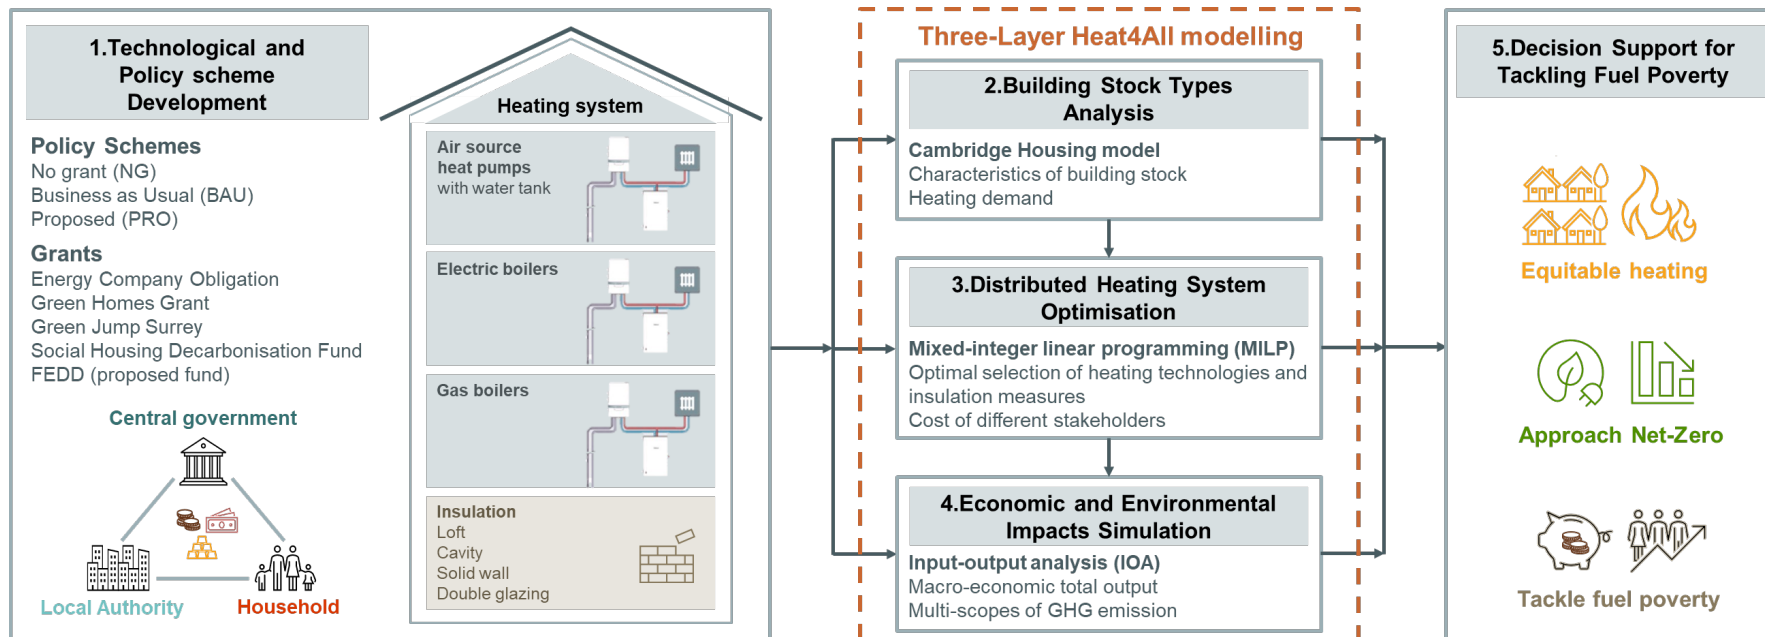 1.Technological and
Policy scheme
Development
Policy Schemes
No grant (NG)
Business as Usual (BAU)
Proposed (PRO)
Grants
Energy Company Obligation
Green Homes Grant
Green Jump Surrey
Social Housing Decarbonisation Fund
FEDD (proposed fund)
Central government
Local Authority
Household
Heating system
Air source
heat pumps
with water tank
Electric boilers
Gas boilers
Insulation
Loft
Cavity
Solid wall
Double glazing
Three-Layer Heat4All modelling
2.Building Stock Types
Analysis
Cambridge Housing model
Characteristics of building stock
Heating demand
3.Distributed Heating System
Optimisation
Mixed-integer linear programming (MILP)
Optimal selection of heating technologies and
insulation measures
Cost of different stakeholders
4.Economic and Environmental
Impacts Simulation
Input-output analysis (IOA)
Macro-economic total output
Multi-scopes of GHG emission
5.Decision Support for
Tackling Fuel Poverty
Equitable heating
Approach Net-Zero
Tackle fuel poverty